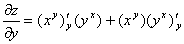 ∂z/∂y = (x^y)'_y (y^x) + (x^y)(y^x)'_y